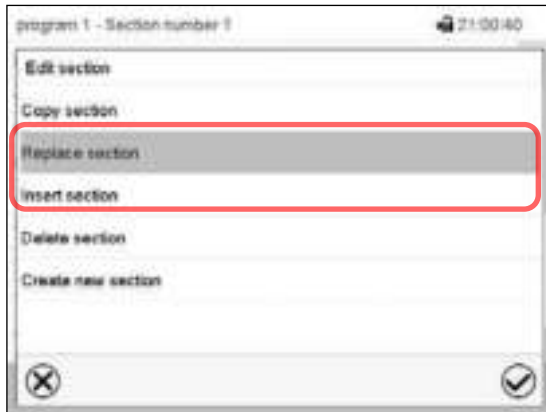 program 1 - Section number 1 21:00:40
Edit section
Copy section
Replace section
Insert section
Delete section
Create new section